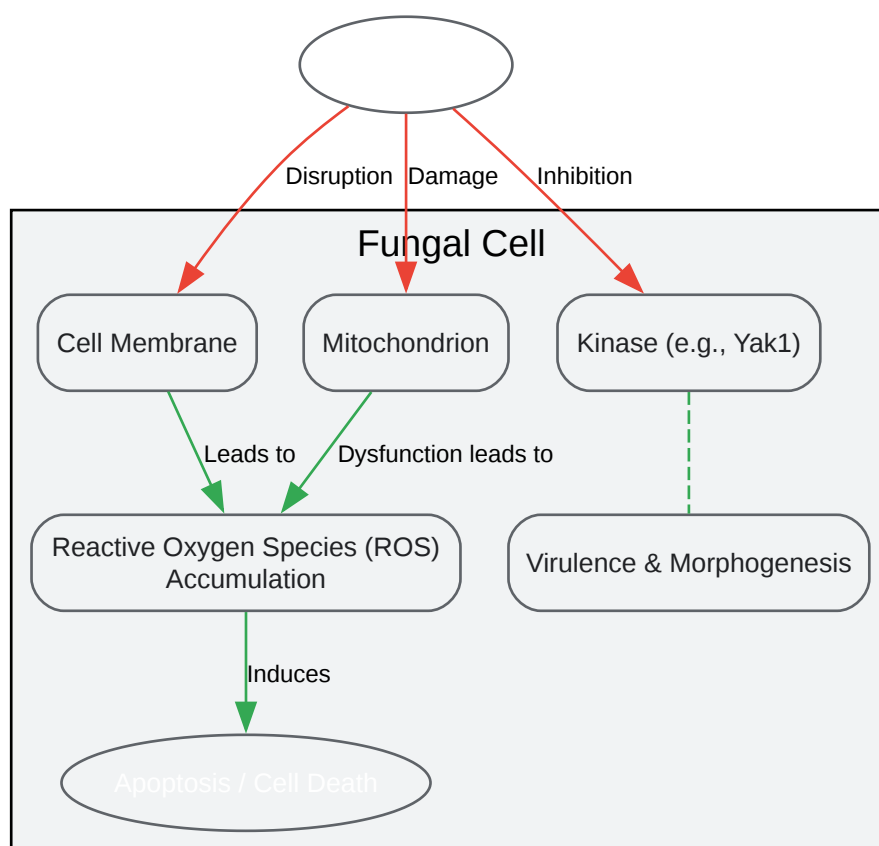 Disruption
Damage
Inhibition
Fungal Cell
Cell Membrane
Mitochondrion
Kinase (e.g., Yak1)
Leads to
Dysfunction leads to
Reactive Oxygen Species (ROS)
Accumulation
Virulence & Morphogenesis
Induces
Apoptosis / Cell Death